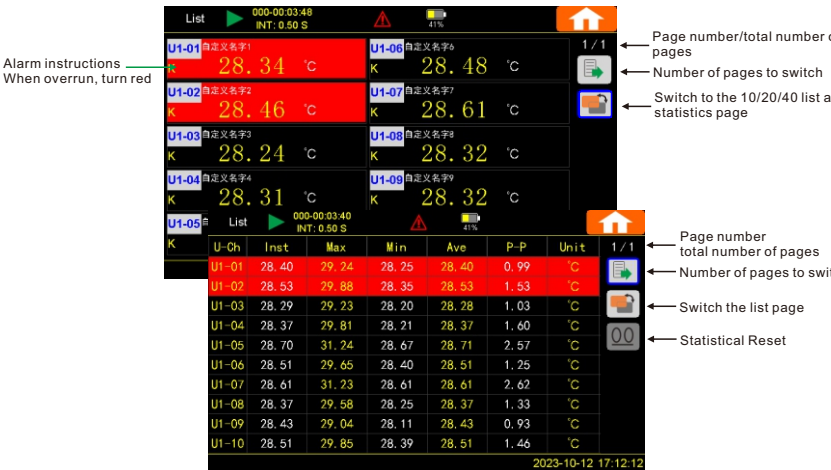 List
000-00:03:48
INT: 0.50 S
41%
Alarm instructions
When overrun, turn red
U1-01 自定义名字1
K 28.34 °C
U1-06 自定义名字6
K 28.48 °C
U1-02 自定义名字2
K 28.46 °C
U1-07 自定义名字7
K 28.61 °C
U1-03 自定义名字3
K 28.24 °C
U1-08 自定义名字8
K 28.32 °C
U1-04 自定义名字4
K 28.31 °C
U1-09 自定义名字9
K 28.32 °C
U1-05
K
1/1
Page number/total number
pages
Number of pages to switch
Switch to the 10/20/40 list
statistics page
List
000-00:03:40
INT: 0.50 S
41%
U-Ch Inst Max Min Ave P-P Unit 1/1
U1-01 28.40 29.24 28.25 28.40 0.99 °C
U1-02 28.53 29.88 28.35 28.53 1.53 °C
U1-03 28.29 29.23 28.20 28.28 1.03 °C
U1-04 28.37 29.81 28.21 28.37 1.60 °C
U1-05 28.70 31.24 28.67 28.71 2.57 °C
U1-06 28.51 29.65 28.40 28.51 1.25 °C
U1-07 28.61 31.23 28.61 28.61 2.62 °C
U1-08 28.37 29.58 28.25 28.37 1.33 °C
U1-09 28.43 29.04 28.11 28.43 0.93 °C
U1-10 28.51 29.85 28.39 28.51 1.46 °C
2023-10-12 17:12:12
Page number
total number of pages
Number of pages to
Switch the list page
00
Statistical Reset